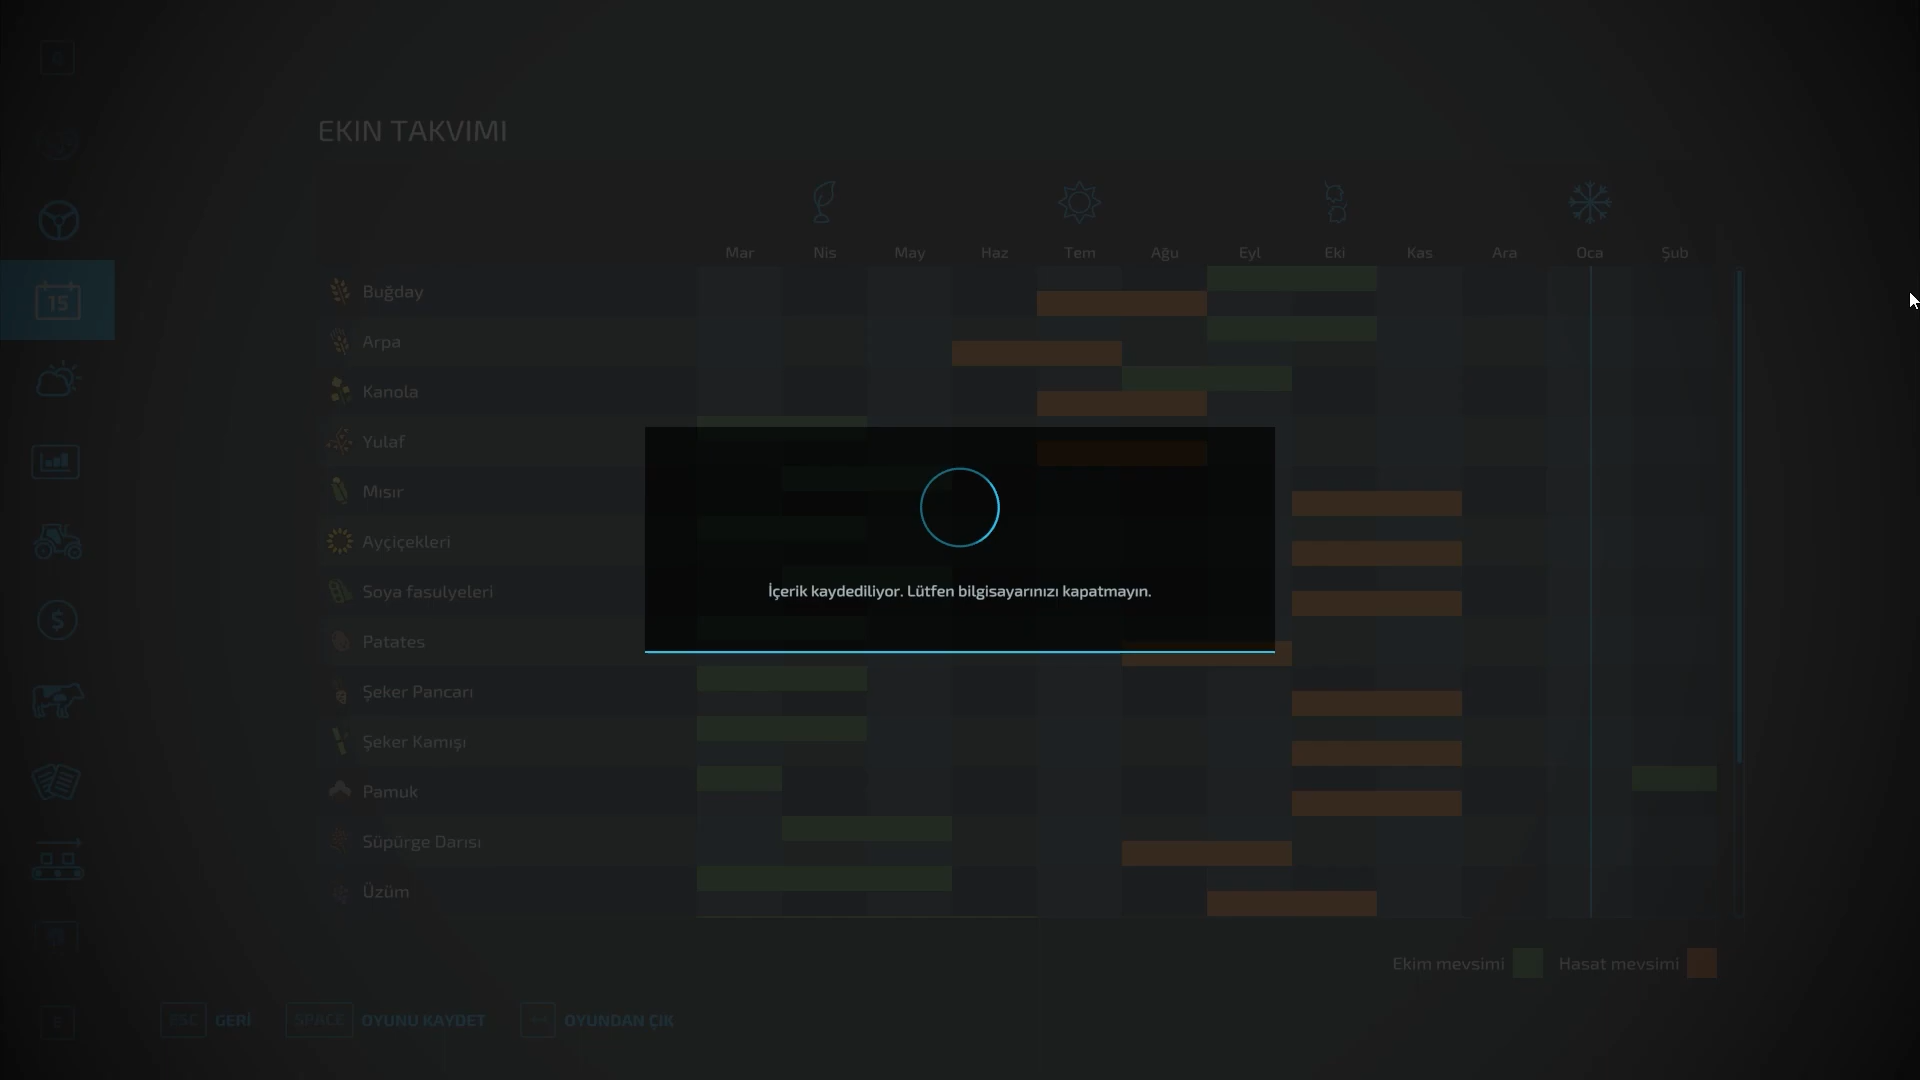 EKIN TAKVIMI
Mar Nis May Haz Tem Ağu Eyl Eki Kas Ara Oca Şub
15
Buğday
Arpa
Kanola
Yulaf
Mısır
Ayçiçekleri
Soya fasulyeleri
Patates
Şeker Pancarı
Şeker Kamışı
Pamuk
Süpürge Darısı
Üzüm
İçerik kaydediliyor. Lütfen bilgisayarınızı kapatmayın.
Ekim mevsimi Hasat mevsimi
E
ESC GERİ SPACE OYUNU KAYDET OYUNDAN ÇIK